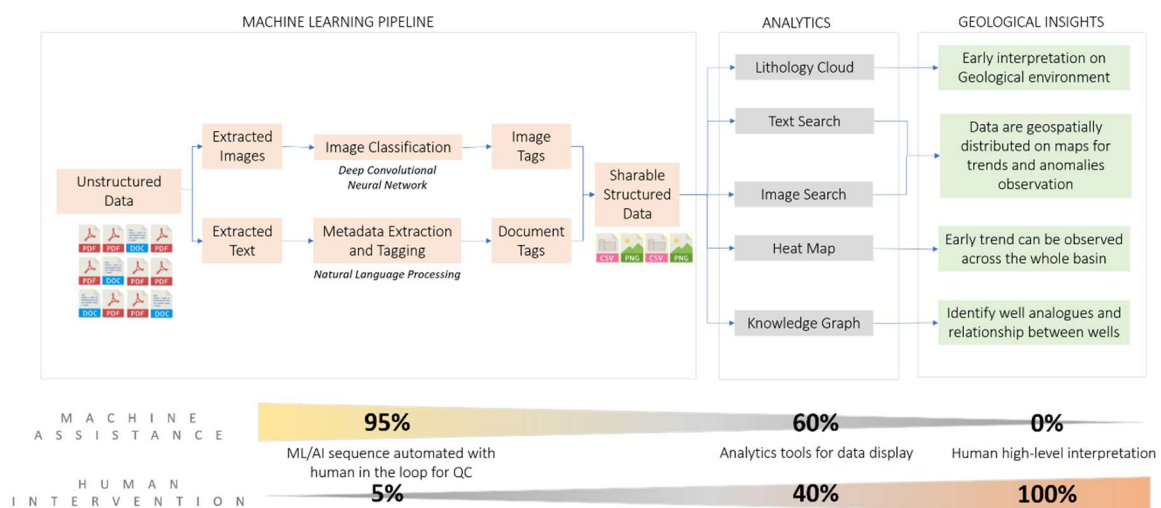 MACHINE LEARNING PIPELINE
ANALYTICS
GEOLOGICAL INSIGHTS
Unstructured
Data
PDF PDF DOC PDF
PDF DOC PDF PDF
DOC PDF PDF DOC
Extracted
Images
Image Classification
Deep Convolutional
Neural Network
Image
Tags
Extracted
Text
Metadata Extraction
and Tagging
Natural Language Processing
Document
Tags
Sharable
Structured
Data
CSV PNG CSV PNG
Lithology Cloud
Text Search
Image Search
Heat Map
Knowledge Graph
Early interpretation on
Geological environment
Data are geospatially
distributed on maps for
trends and anomalies
observation
Early trend can be observed
across the whole basin
Identify well analogues and
relationship between wells
MACHINE
ASSISTANCE
95%
60%
0%
ML/AI sequence automated with
human in the loop for QC
Analytics tools for data display
Human high-level interpretation
HUMAN
INTERVENTION
5%
40%
100%